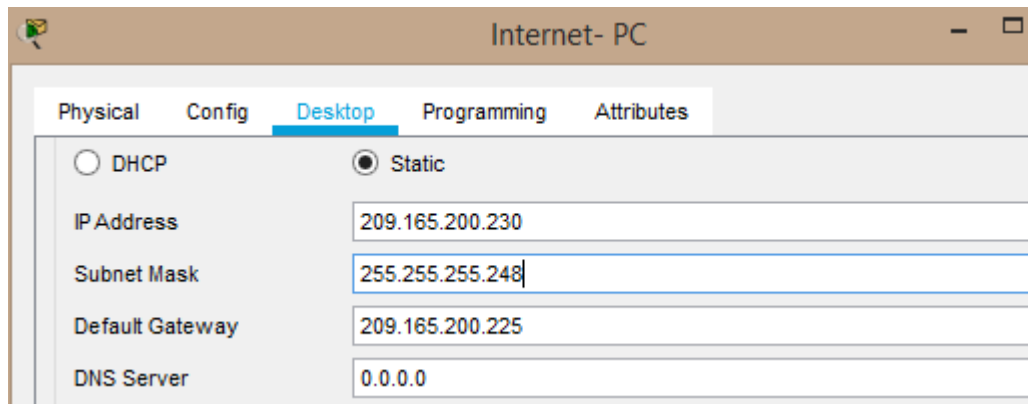 Internet- PC
Physical Config Desktop Programming Attributes
DHCP Static
IP Address 209.165.200.230
Subnet Mask 255.255.255.248
Default Gateway 209.165.200.225
DNS Server 0.0.0.0